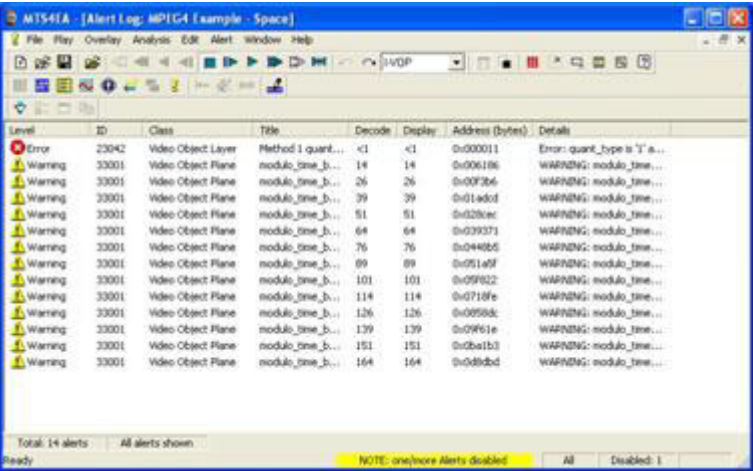 MTS4EA - [Alert Log: MPEG4 Example - Space]
File Play Overlay Analysis Edit Alert Window Help
I-VOP
Level ID Class Title Decode Display Address (bytes) Details
Error 23042 Video Object Layer Method 1 quant... <1 <1 0x000011 Error: quant_type is '1' a...
Warning 33001 Video Object Plane modulo_time_b... 14 14 0x006186 WARNING: modulo_time...
Warning 33001 Video Object Plane modulo_time_b... 26 26 0x00f3b6 WARNING: modulo_time...
Warning 33001 Video Object Plane modulo_time_b... 39 39 0x01adcd WARNING: modulo_time...
Warning 33001 Video Object Plane modulo_time_b... 51 51 0x028cec WARNING: modulo_time...
Warning 33001 Video Object Plane modulo_time_b... 64 64 0x039371 WARNING: modulo_time...
Warning 33001 Video Object Plane modulo_time_b... 76 76 0x0448b5 WARNING: modulo_time...
Warning 33001 Video Object Plane modulo_time_b... 89 89 0x051a5f WARNING: modulo_time...
Warning 33001 Video Object Plane modulo_time_b... 101 101 0x05f822 WARNING: modulo_time...
Warning 33001 Video Object Plane modulo_time_b... 114 114 0x0718fe WARNING: modulo_time...
Warning 33001 Video Object Plane modulo_time_b... 126 126 0x0858dc WARNING: modulo_time...
Warning 33001 Video Object Plane modulo_time_b... 139 139 0x09f61e WARNING: modulo_time...
Warning 33001 Video Object Plane modulo_time_b... 151 151 0x0ba1b3 WARNING: modulo_time...
Warning 33001 Video Object Plane modulo_time_b... 164 164 0x0d8dbd WARNING: modulo_time...
Total: 14 alerts All alerts shown
Ready NOTE: one/more Alerts disabled All Disabled: 1